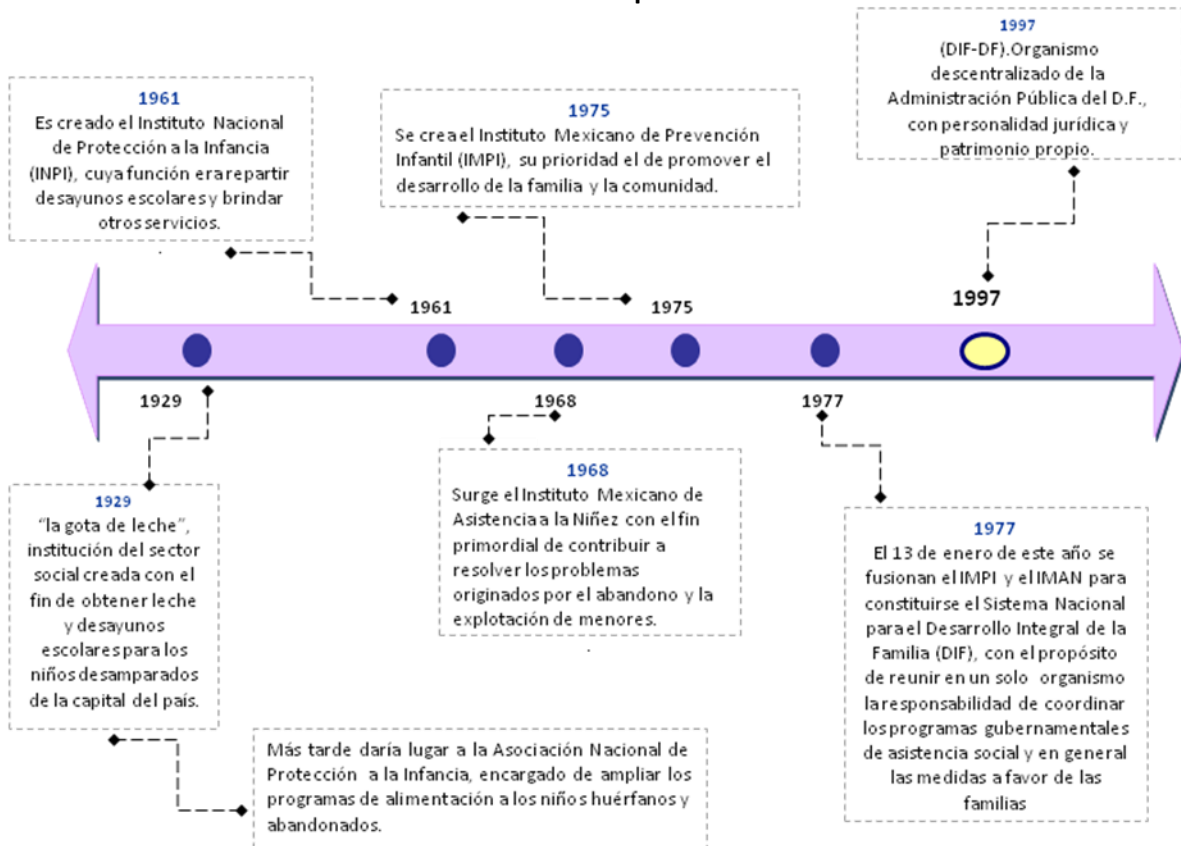 1997
(DIF-DF).Organismo
descentralizado de la
Administración Pública del D.F.,
con personalidad jurídica y
patrimonio propio.
1961
Es creado el Instituto Nacional
de Protección a la Infancia
(INPI), cuya función era repartir
desayunos escolares y brindar
otros servicios.
1975
Se crea el Instituto Mexicano de Prevención
Infantil (IMPI), su prioridad el de promover el
desarrollo de la familia y la comunidad.
1961
1975
1997
1929
1968
1977
1929
"la gota de leche",
institución del sector
social creada con el
fin de obtener leche
y desayunos
escolares para los
niños desamparados
de la capital del país.
1968
Surge el Instituto Mexicano de
Asistencia a la Niñez con el fin
primordial de contribuir a
resolver los problemas
originados por el abandono y la
explotación de menores.
1977
El 13 de enero de este año se
fusionan el IMPI y el IMAN para
constituirse el Sistema Nacional
para el Desarrollo Integral de la
Familia (DIF), con el propósito
de reunir en un solo organismo
la responsabilidad de coordinar
los programas gubernamentales
de asistencia social y en general
las medidas a favor de las
familias
Más tarde daría lugar a la Asociación Nacional de
Protección a la Infancia, encargado de ampliar los
programas de alimentación a los niños huérfanos y
abandonados.